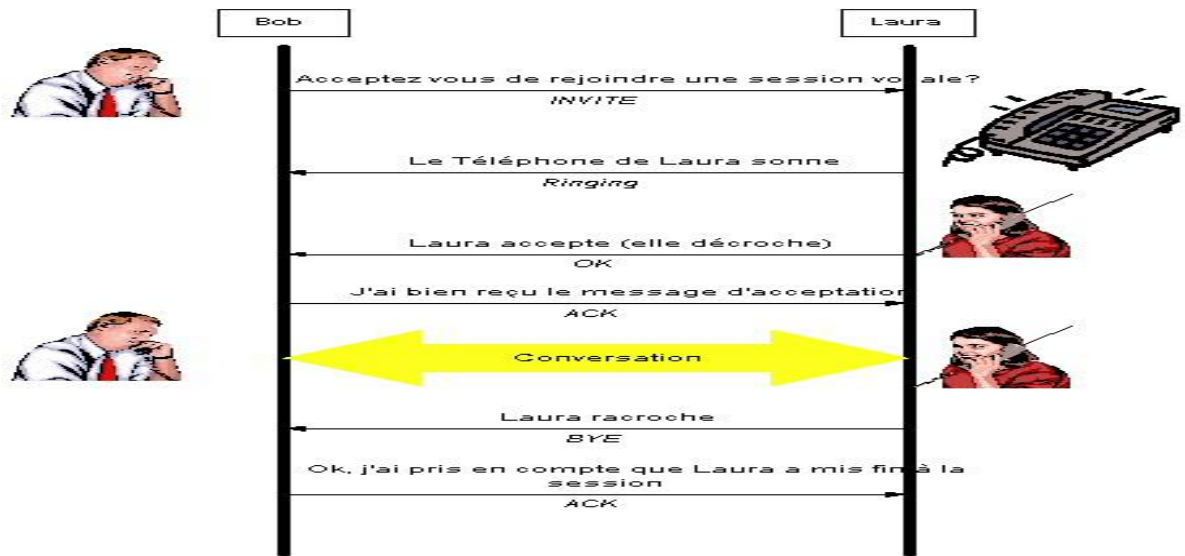 Bob
Laura
Acceptez vous de rejoindre une session vocale?
INVITE
Le Téléphone de Laura sonne
Ringing
Laura accepte (elle décroche)
OK
J'ai bien reçu le message d'acceptation
ACK
Conversation
Laura racroche
BYE
Ok, j'ai pris en compte que Laura a mis fin à la
session
ACK